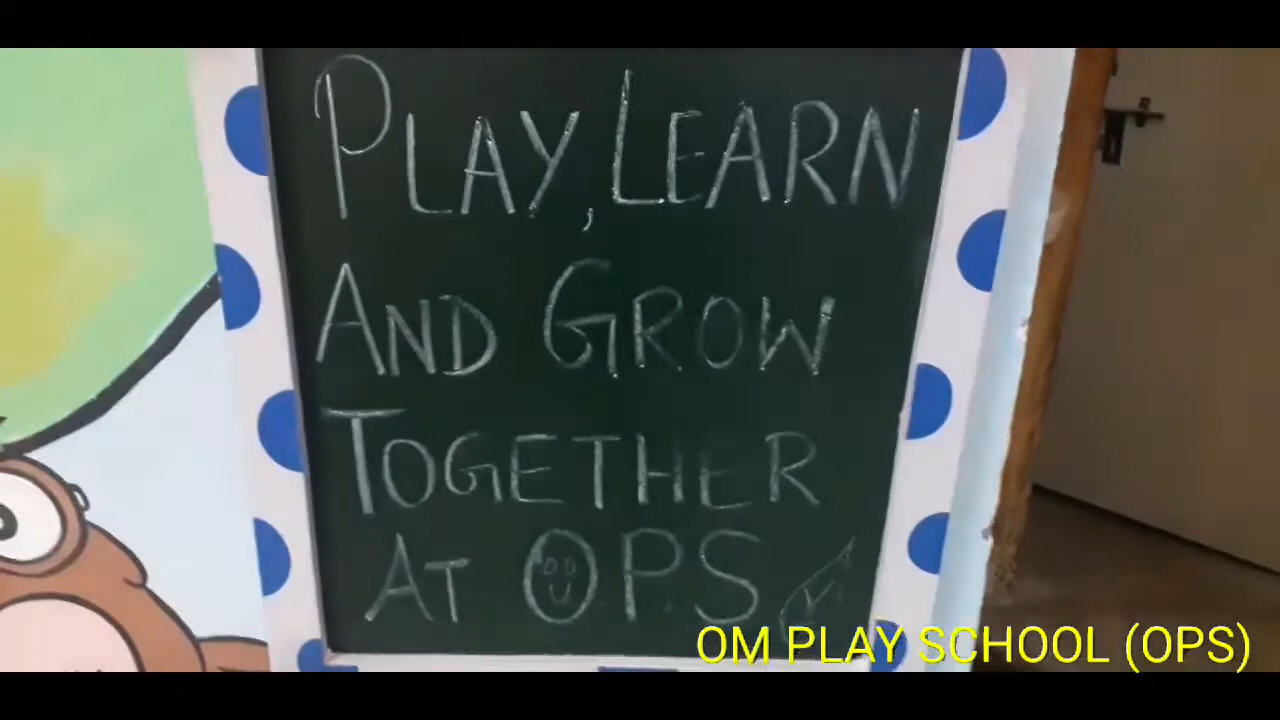 PLAY, LEARN
AND GROW
TOGETHER
AT OPS
OM PLAY SCHOOL (OPS)